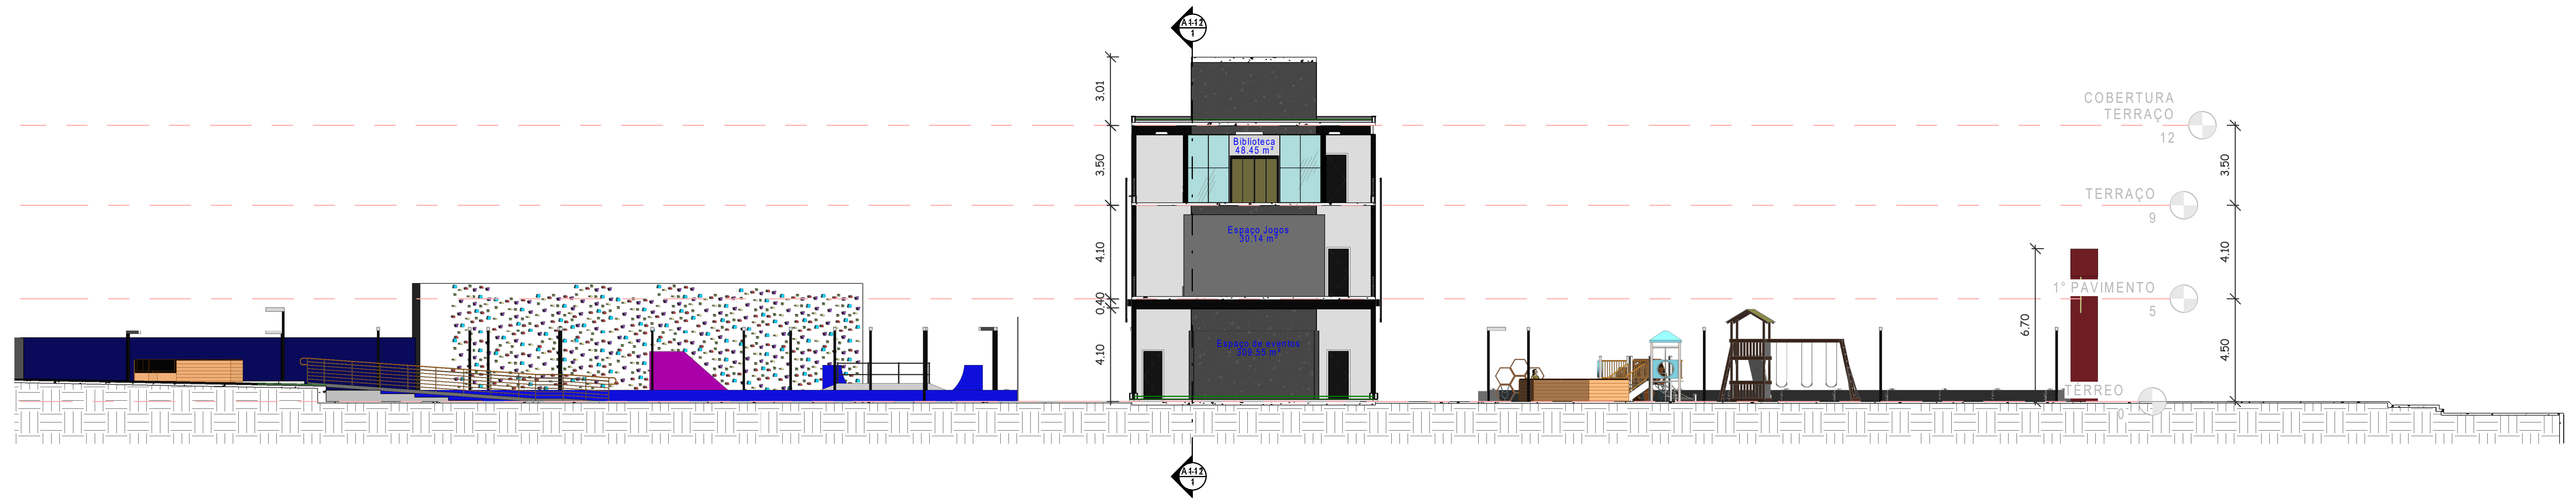 A1-12
1
3.01
3.50
4.10
0.40
4.10
Biblioteca
48.45 m²
Espaço Jogos
30.14 m²
Espaço de eventos
309.55 m²
COBERTURA
TERRAÇO
12
TERRAÇO
9
1° PAVIMENTO
5
TÉRREO
0
6.70
3.50
4.10
4.50
A1-12
1